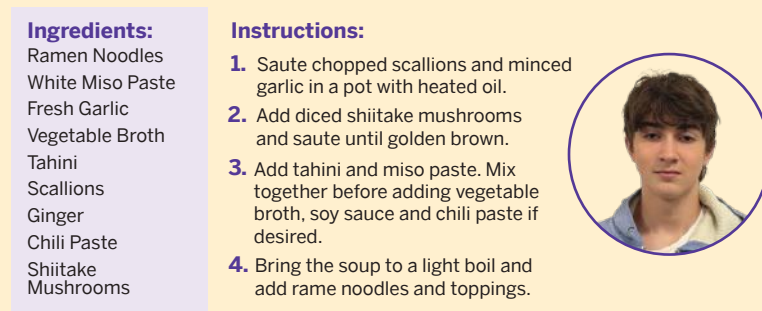 Ingredients:
Ramen Noodles
White Miso Paste
Fresh Garlic
Vegetable Broth
Tahini
Scallions
Ginger
Chili Paste
Shiitake
Mushrooms
Instructions:
1. Saute chopped scallions and minced
garlic in a pot with heated oil.
2. Add diced shiitake mushrooms
and saute until golden brown.
3. Add tahini and miso paste. Mix
together before adding vegetable
broth, soy sauce and chili paste if
desired.
4. Bring the soup to a light boil and
add rame noodles and toppings.